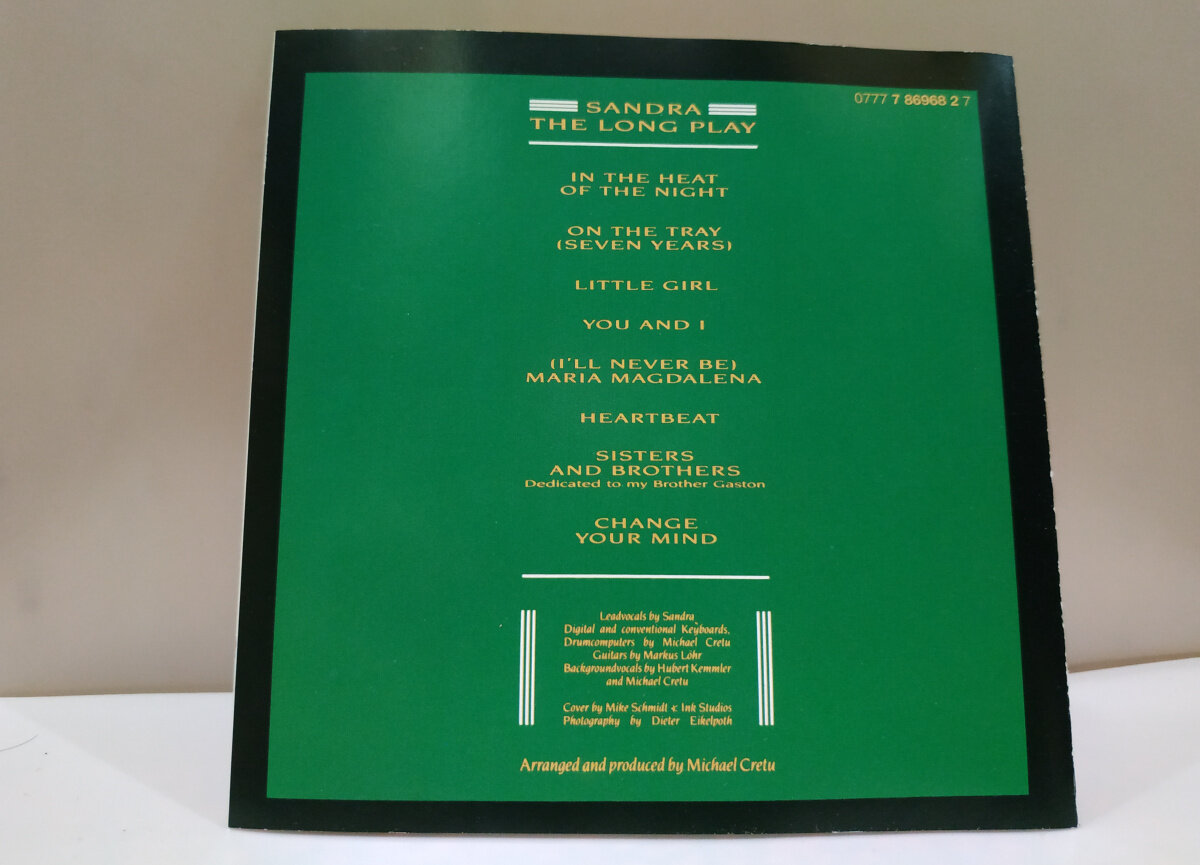 SANDRA
THE LONG PLAY
0777 7 86968 2 7
IN THE HEAT
OF THE NIGHT
ON THE TRAY
(SEVEN YEARS)
LITTLE GIRL
YOU AND I
(I'LL NEVER BE)
MARIA MAGDALENA
HEARTBEAT
SISTERS
AND BROTHERS
Dedicated to my Brother Gaston
CHANGE
YOUR MIND
Leadvocals by Sandra
Digital and conventional Keyboards,
Drumcomputers by Michael Cretu
Guitars by Markus Löhr
Backgroundvocals by Hubert Kemmler
and Michael Cretu
Cover by Mike Schmidt & Ink Studios
Photography by Dieter Eikelpoth
Arranged and produced by Michael Cretu